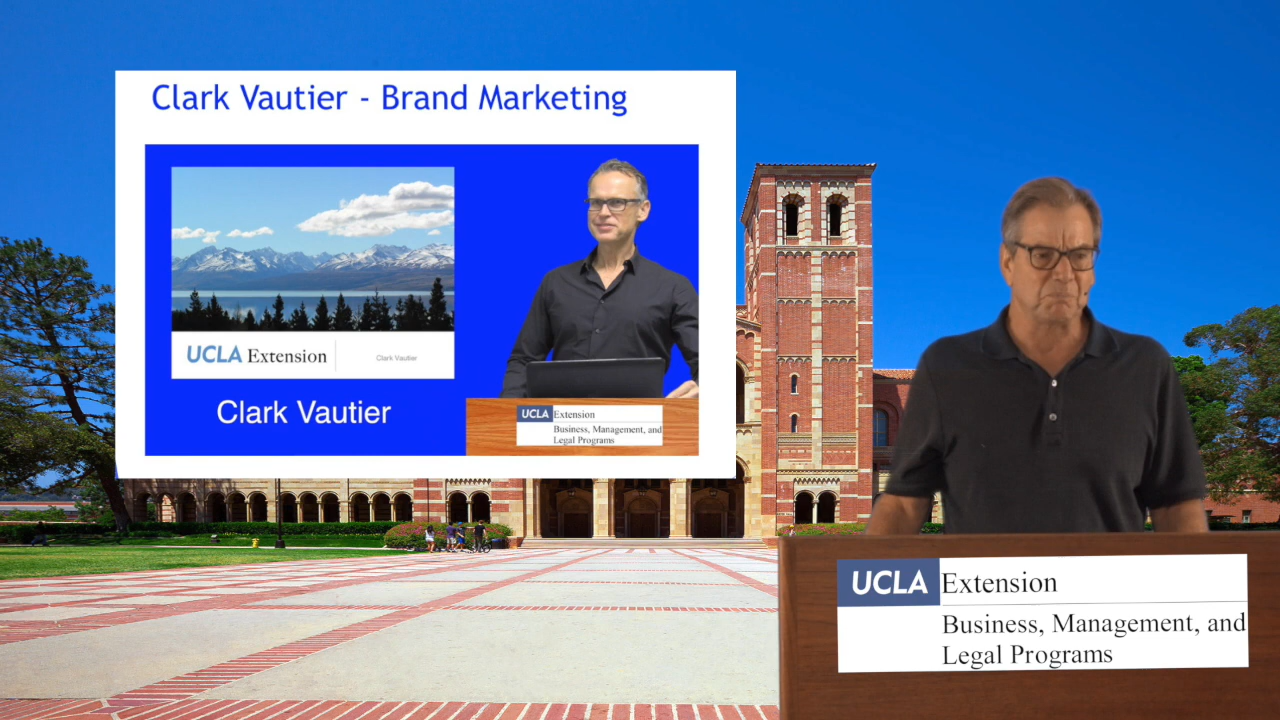 Clark Vautier - Brand Marketing
UCLA Extension
Clark Vautier
Clark Vautier
UCLA Extension
Business, Management, and
Legal Programs
UCLA Extension
Business, Management, and
Legal Programs